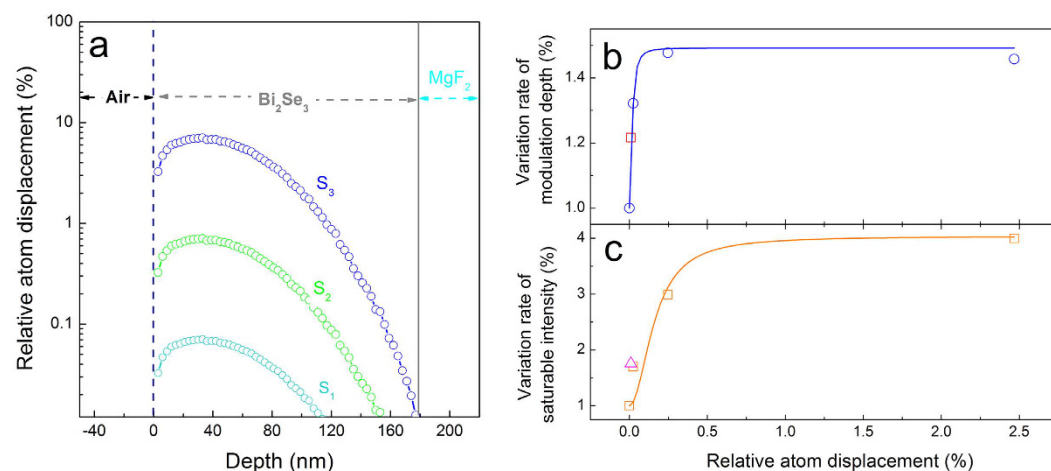 a
Relative atom displacement (%)
100
10
1
0.1
Air
Bi₂Se₃
MgF₂
S₃
S₂
S₁
-40 0 40 80 120 160 200
Depth (nm)
b
Variation rate of
modulation depth (%)
1.4
1.2
1.0
c
Variation rate of
saturable intensity (%)
4
3
2
1
0.0 0.5 1.0 1.5 2.0 2.5
Relative atom displacement (%)